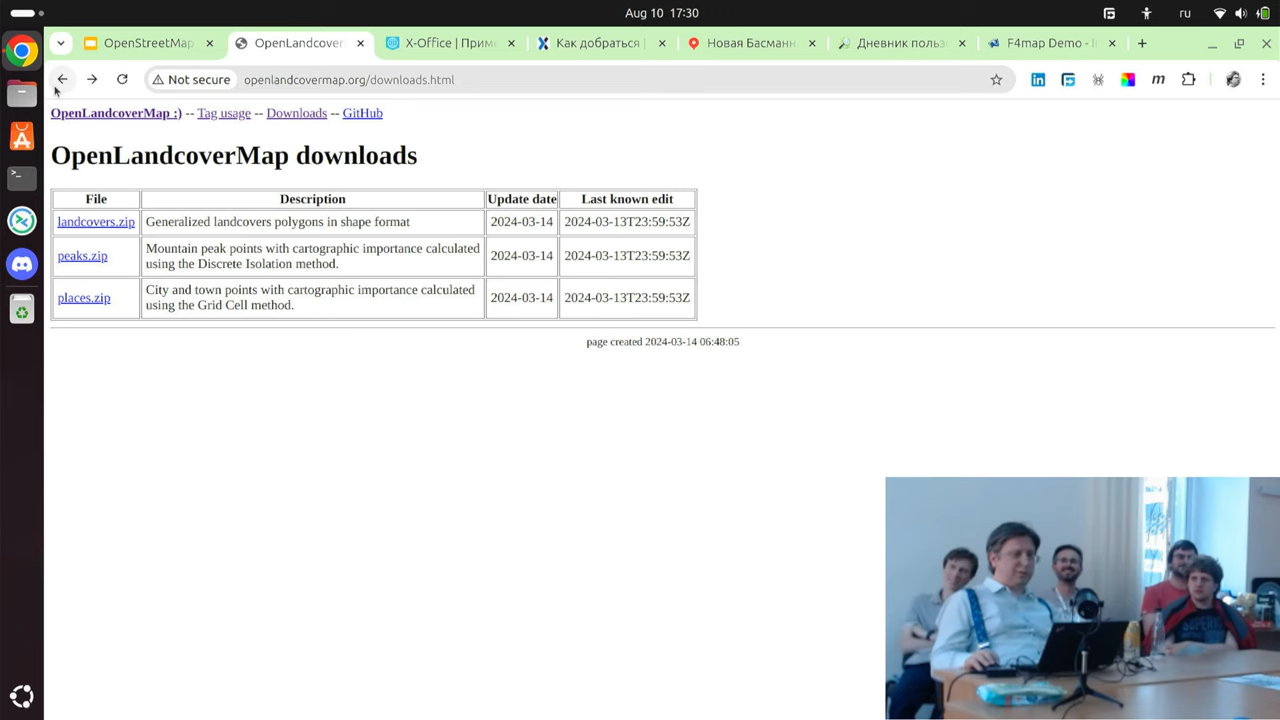 Aug 10 17:30
ru
OpenStreetMap
OpenLandcover
X-Office | Приме
Как добраться |
Новая Басманн
Дневник польз
F4map Demo - I
Not secure
openlandcovermap.org/downloads.html
OpenLandcoverMap :) -- Tag usage -- Downloads -- GitHub
OpenLandcoverMap downloads
File Description Update date Last known edit
landcovers.zip Generalized landcovers polygons in shape format 2024-03-14 2024-03-13T23:59:53Z
peaks.zip Mountain peak points with cartographic importance calculated
using the Discrete Isolation method. 2024-03-14 2024-03-13T23:59:53Z
places.zip City and town points with cartographic importance calculated
using the Grid Cell method. 2024-03-14 2024-03-13T23:59:53Z
page created 2024-03-14 06:48:05